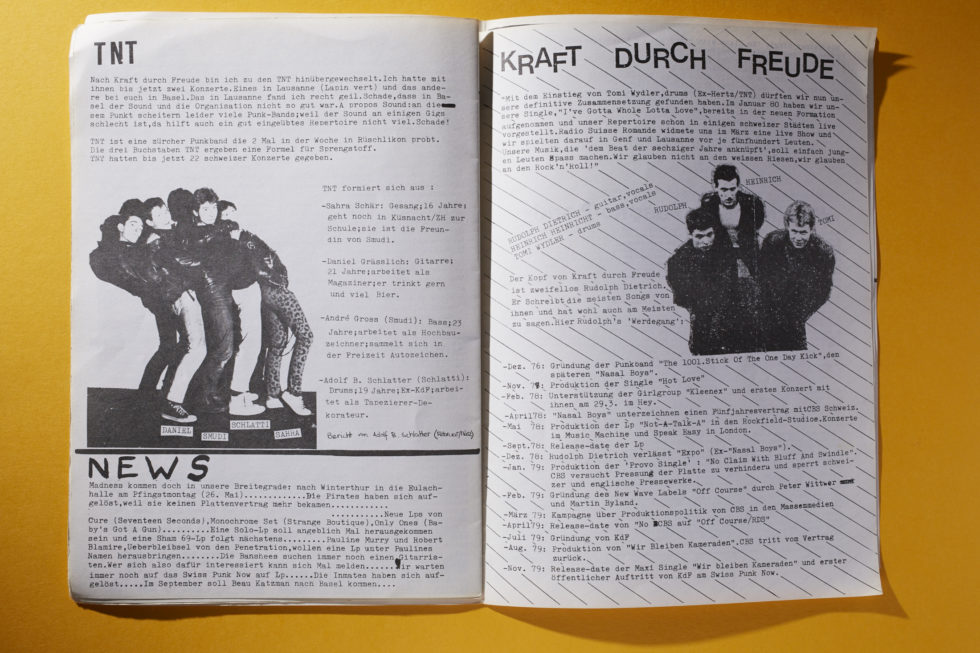 TNT
Nach Kraft durch Freude bin ich zu den TNT hinübergewechselt.Ich hatte mit
ihnen bis jetzt zwei Konzerte.Eines in Lausanne (Lapin vert) und das ande
re bei euch in Basel.Das in Lausanne fand ich recht geil.Schade,dass in Ba-
sel der Sound und die Organisation nicht so gut war.A propos Sound:an die
sem Punkt scheitern leider viele Punk-Bands;weil der Sound an einigen Gigs
schlecht ist,da hilft auch ein gut eingeübtes Repertoire nicht viel.Schade!
TNT ist eine zürcher Punkband die 2 Mal in der Woche in Rüschlikon probt.
Die drei Buchstaben TNT ergeben eine Formel für Sprengstoff.
TNT hatten bis jetzt 22 schweizer Konzerte gegeben.
TNT formiert sich aus :
-Sahra Schär: Gesang;16 Jahre;
geht noch in Küsnacht/ZH zur
Schule;sie ist die Freun-
din von Smudi.
-Daniel Grässlich: Gitarre;
21 Jahre;arbeitet als
Magaziner;er trinkt gern
und viel Bier.
-André Gross (Smudi): Bass;23
Jahre;arbeitet als Hochbau-
zeichner;sammelt sich in
der Freizeit Autozeichen.
-Adolf B. Schlatter (Schlatti):
Drums;19 Jahre;Ex-KdF;arbei-
tet als Tapezierer-De-
korateur.
DANIEL
SMUDI
SCHLATTI
SAHRA
Bericht von Adolf B. Schlatter
NEWS
Madness kommen doch in unsere Breitegrade: nach Winterthur in die Eulach-
halle am Pfingstmontag (26. Mai).............Die Pirates haben sich auf-
gelöst,weil sie keinen Plattenvertrag mehr bekamen............
............Neue Lps von
Cure (Seventeen Seconds),Monochrome Set (Strange Boutique),Only Ones (Ba-
by's Got A Gun)..........Eine Solo-Lp soll angeblich Mal herausgekommen
sein und eine Sham 69-Lp folgt nächstens..........Pauline Murry und Robert
Blamire,Ueberbleibsel von den Penetration,wollen eine Lp unter Paulines
Namen herausbringen........Die Banshees suchen immer noch einen Gitarris-
ten.Wer sich also dafür interessiert kann sich Mal melden......Wir warten
immer noch auf das Swiss Punk Now auf Lp......Die Inmates haben sich auf-
gelöst.....Im September soll Beau Katzman nach Basel kommen....
KRAFT DURCH FREUDE
"Mit dem Einstieg von Tomi Wydler,drums (Ex-Hertz/TNT) dürften wir nun un-
sere definitive Zusammensetzung gefunden haben.Im Januar 80 haben wir un-
sere Single,"I've Gotta Whole Lotta Love",bereits in der neuen Formation
aufgenommen und unser Repertoire schon in einigen schweizer Städten live
vorgestellt.Radio Suisse Romande widmete uns im März eine live Show und
wir spielten darauf in Genf und Lausanne vor je fünfhundert Leuten.
Unsere Musik,die 'dem Beat der sechziger Jahre anknüpft',soll einfach jun-
gen Leuten Spass machen.Wir glauben nicht an den weissen Riesen,wir glauben
an den Rock'n'Roll!"
RUDOLPH DIETRICH - guitar,vocals
HEINRICH HEINRICHT - bass,vocals
TOMI WYDLER - drums
RUDOLPH
HEINRICH
TOMI
Der Kopf von Kraft durch Freude
ist zweifellos Rudolph Dietrich.
Er Schreibt die meisten Songs von
ihnen und hat wohl auch am Meisten
zu sagen.Hier Rudolph's 'Werdegang':
-Dez. 76: Gründung der Punkband "The 1001.Stick Of The One Day Kick",den
späteren "Nasal Boys".
-Nov. 77: Produktion der Single "Hot Love"
-Feb. 78: Unterstützung der Girlgroup "Kleenex" und erstes Konzert mit
ihnen am 29.3. im Hey.
-April78: "Nasal Boys" unterzeichnen einen Fünfjahresvertrag mitCBS Schweiz.
-Mai 78: Produktion der Lp "Not-A-Talk-A" in den Rockfield-Studios.Konzerte
im Music Machine und Speak Easy in London.
-Sept.78: Release-date der Lp
-Dez. 78: Rudolph Dietrich verlässt "Expo" (Ex-"Nasal Boys").
-Jan. 79: Produktion der 'Provo Single' : "No Claim With Bluff And Swindle".
CBS versucht Pressung der Platte zu verhinderu und sperrt schwei-
zer und englische Pressewerke.
-Feb. 79: Gründung des New Wave Labels "Off Course" durch Peter Wittwer
und Martin Byland.
-März 79: Kampagne über Produktionspolitik von CBS in den Massenmedien
-April79: Release-date von "No CBS auf "Off Course/RDS"
-Juli 79: Gründung von KdF
-Aug. 79: Produktion von "Wir Bleiben Kameraden".CBS tritt vom Vertrag
zurück.
-Nov. 79: Release-date der Maxi Single "Wir bleiben Kameraden" und erster
öffentlicher Auftritt von KdF am Swiss Punk Now.